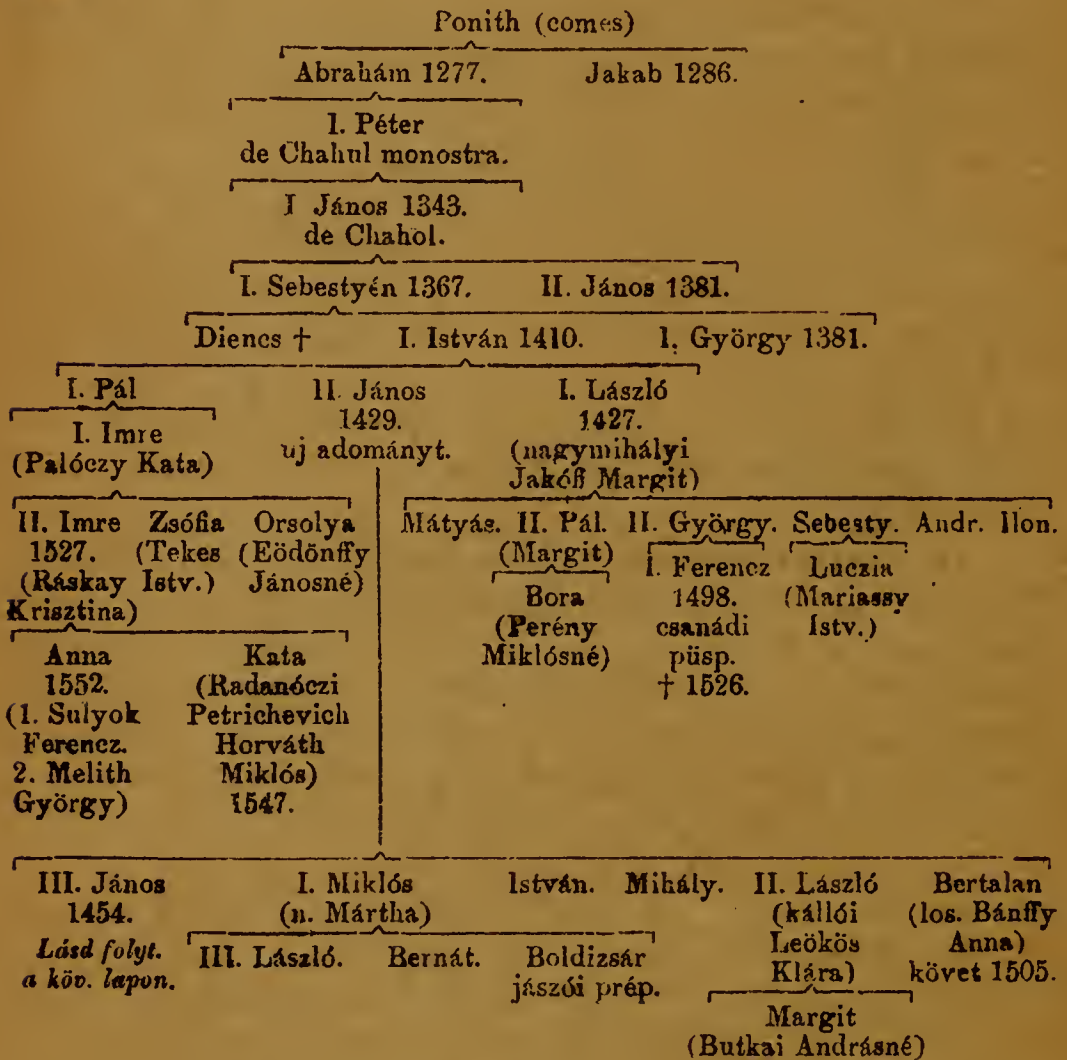 Ponith (comes)
Abrahám 1277. Jakab 1286.
I. Péter
de Chahul monostra.
I János 1343.
de Chahol.
I. Sebestyén 1367. II. János 1381.
Diencs † I. István 1410. I. György 1381.
I. Pál II. János I. László
1429. 1427.
I. Imre uj adományt. (nagymihályi
(Palóczy Kata) Jakóff Margit)
II. Imre Zsófia Orsolya Mátyás. II. Pál. II. György. Sebesty. Andr. Ilon.
1527. (Tekes (Eödönffy (Margit) I. Ferencz Luczia
(Ráskay Istv.) Jánosné) Bora 1498. (Mariassy
Krisztina) (Perény csanádi Istv.)
Anna Kata Miklósné) püsp.
1552. (Radanóczi † 1526.
(1. Sulyok Petrichevich
Ferencz. Horváth
2. Melith Miklós)
György) 1547.
III. János I. Miklós István. Mihály. II. László Bertalan
1454. (n. Mártha) (kállói (los. Bánffy
Lásd folyt. III. László. Bernát. Boldizsár Leökös Anna)
a köv. lapon. jászói prép. Klára) követ 1505.
Margit
(Butkai Andrásné)